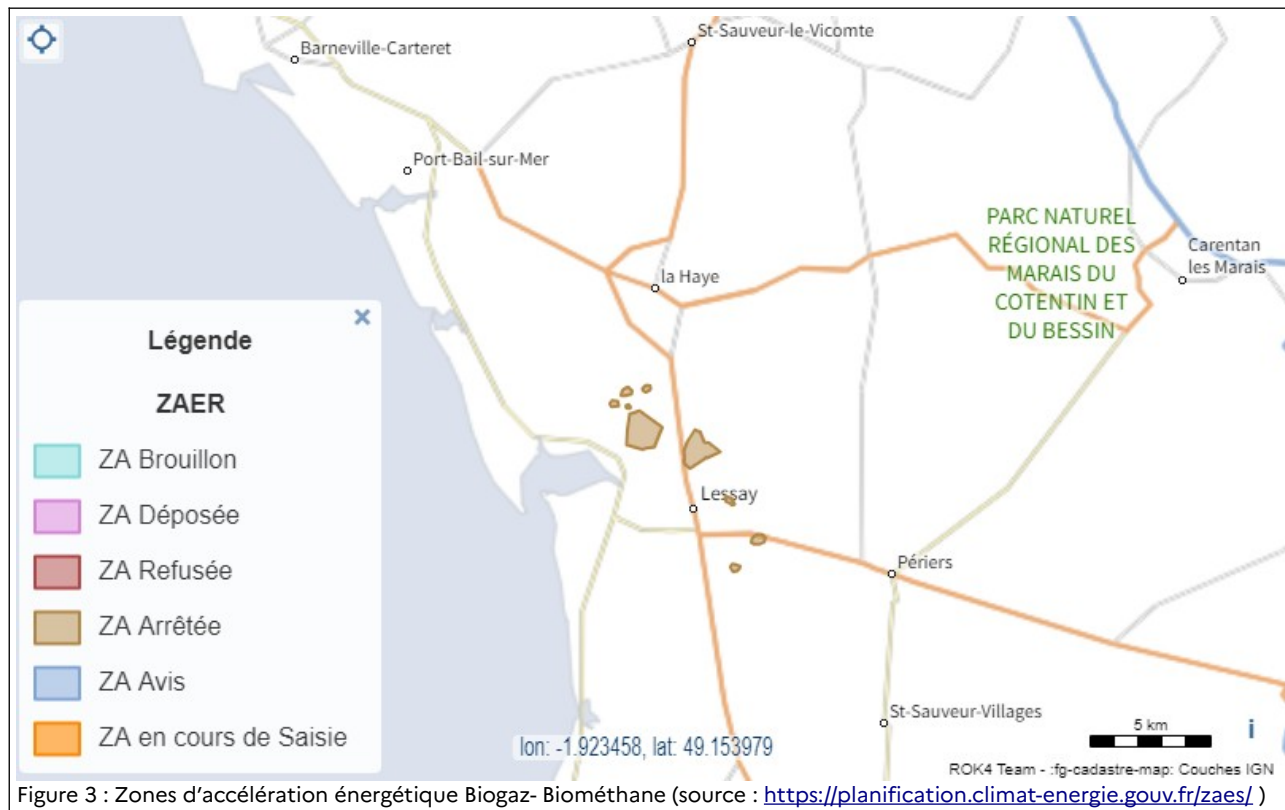 St-Sauveur-le-Vicomte
Barneville-Carteret
Port-Bail-sur-Mer
PARC NATUREL
RÉGIONAL DES
MARAIS DU
COTENTIN ET
DU BESSIN
Carentan
les Marais
la Haye
Légende
ZAER
ZA Brouillon
ZA Déposée
ZA Refusée
ZA Arrêtée
ZA Avis
ZA en cours de Saisie
Lessay
Périers
St-Sauveur-Villages
lon: -1.923458, lat: 49.153979
5 km
i
ROK4 Team - :fg-cadastre-map: Couches IGN
Figure 3 : Zones d'accélération énergétique Biogaz- Biométhane (source : https://planification.climat-energie.gouv.fr/zaes/ )